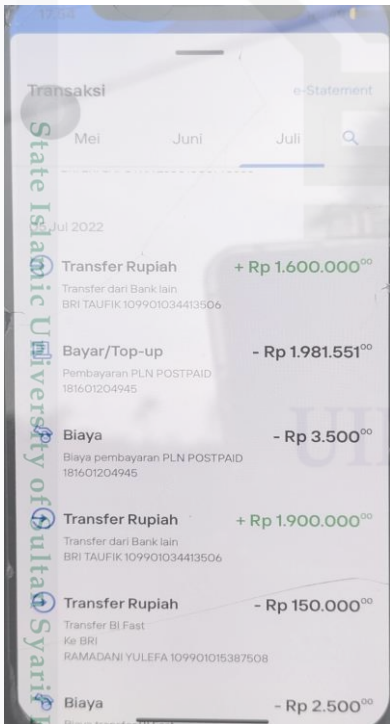 Transaksi
e-Statement
Mei Juni Juli
Jul 2022
Transfer Rupiah + Rp 1.600.000⁰⁰
Transfer dari Bank lain
BRI TAUFIK 109901034413506
Bayar/Top-up - Rp 1.981.551⁰⁰
Pembayaran PLN POSTPAID
181601204945
Biaya - Rp 3.500⁰⁰
Biaya pembayaran PLN POSTPAID
181601204945
Transfer Rupiah + Rp 1.900.000⁰⁰
Transfer dari Bank lain
BRI TAUFIK 109901034413506
Transfer Rupiah - Rp 150.000⁰⁰
Transfer BI Fast
Ke BRI
RAMADANI YULEFA 109901015387508
Biaya - Rp 2.500⁰⁰
State Islamic University of Sultan Syarif
UI